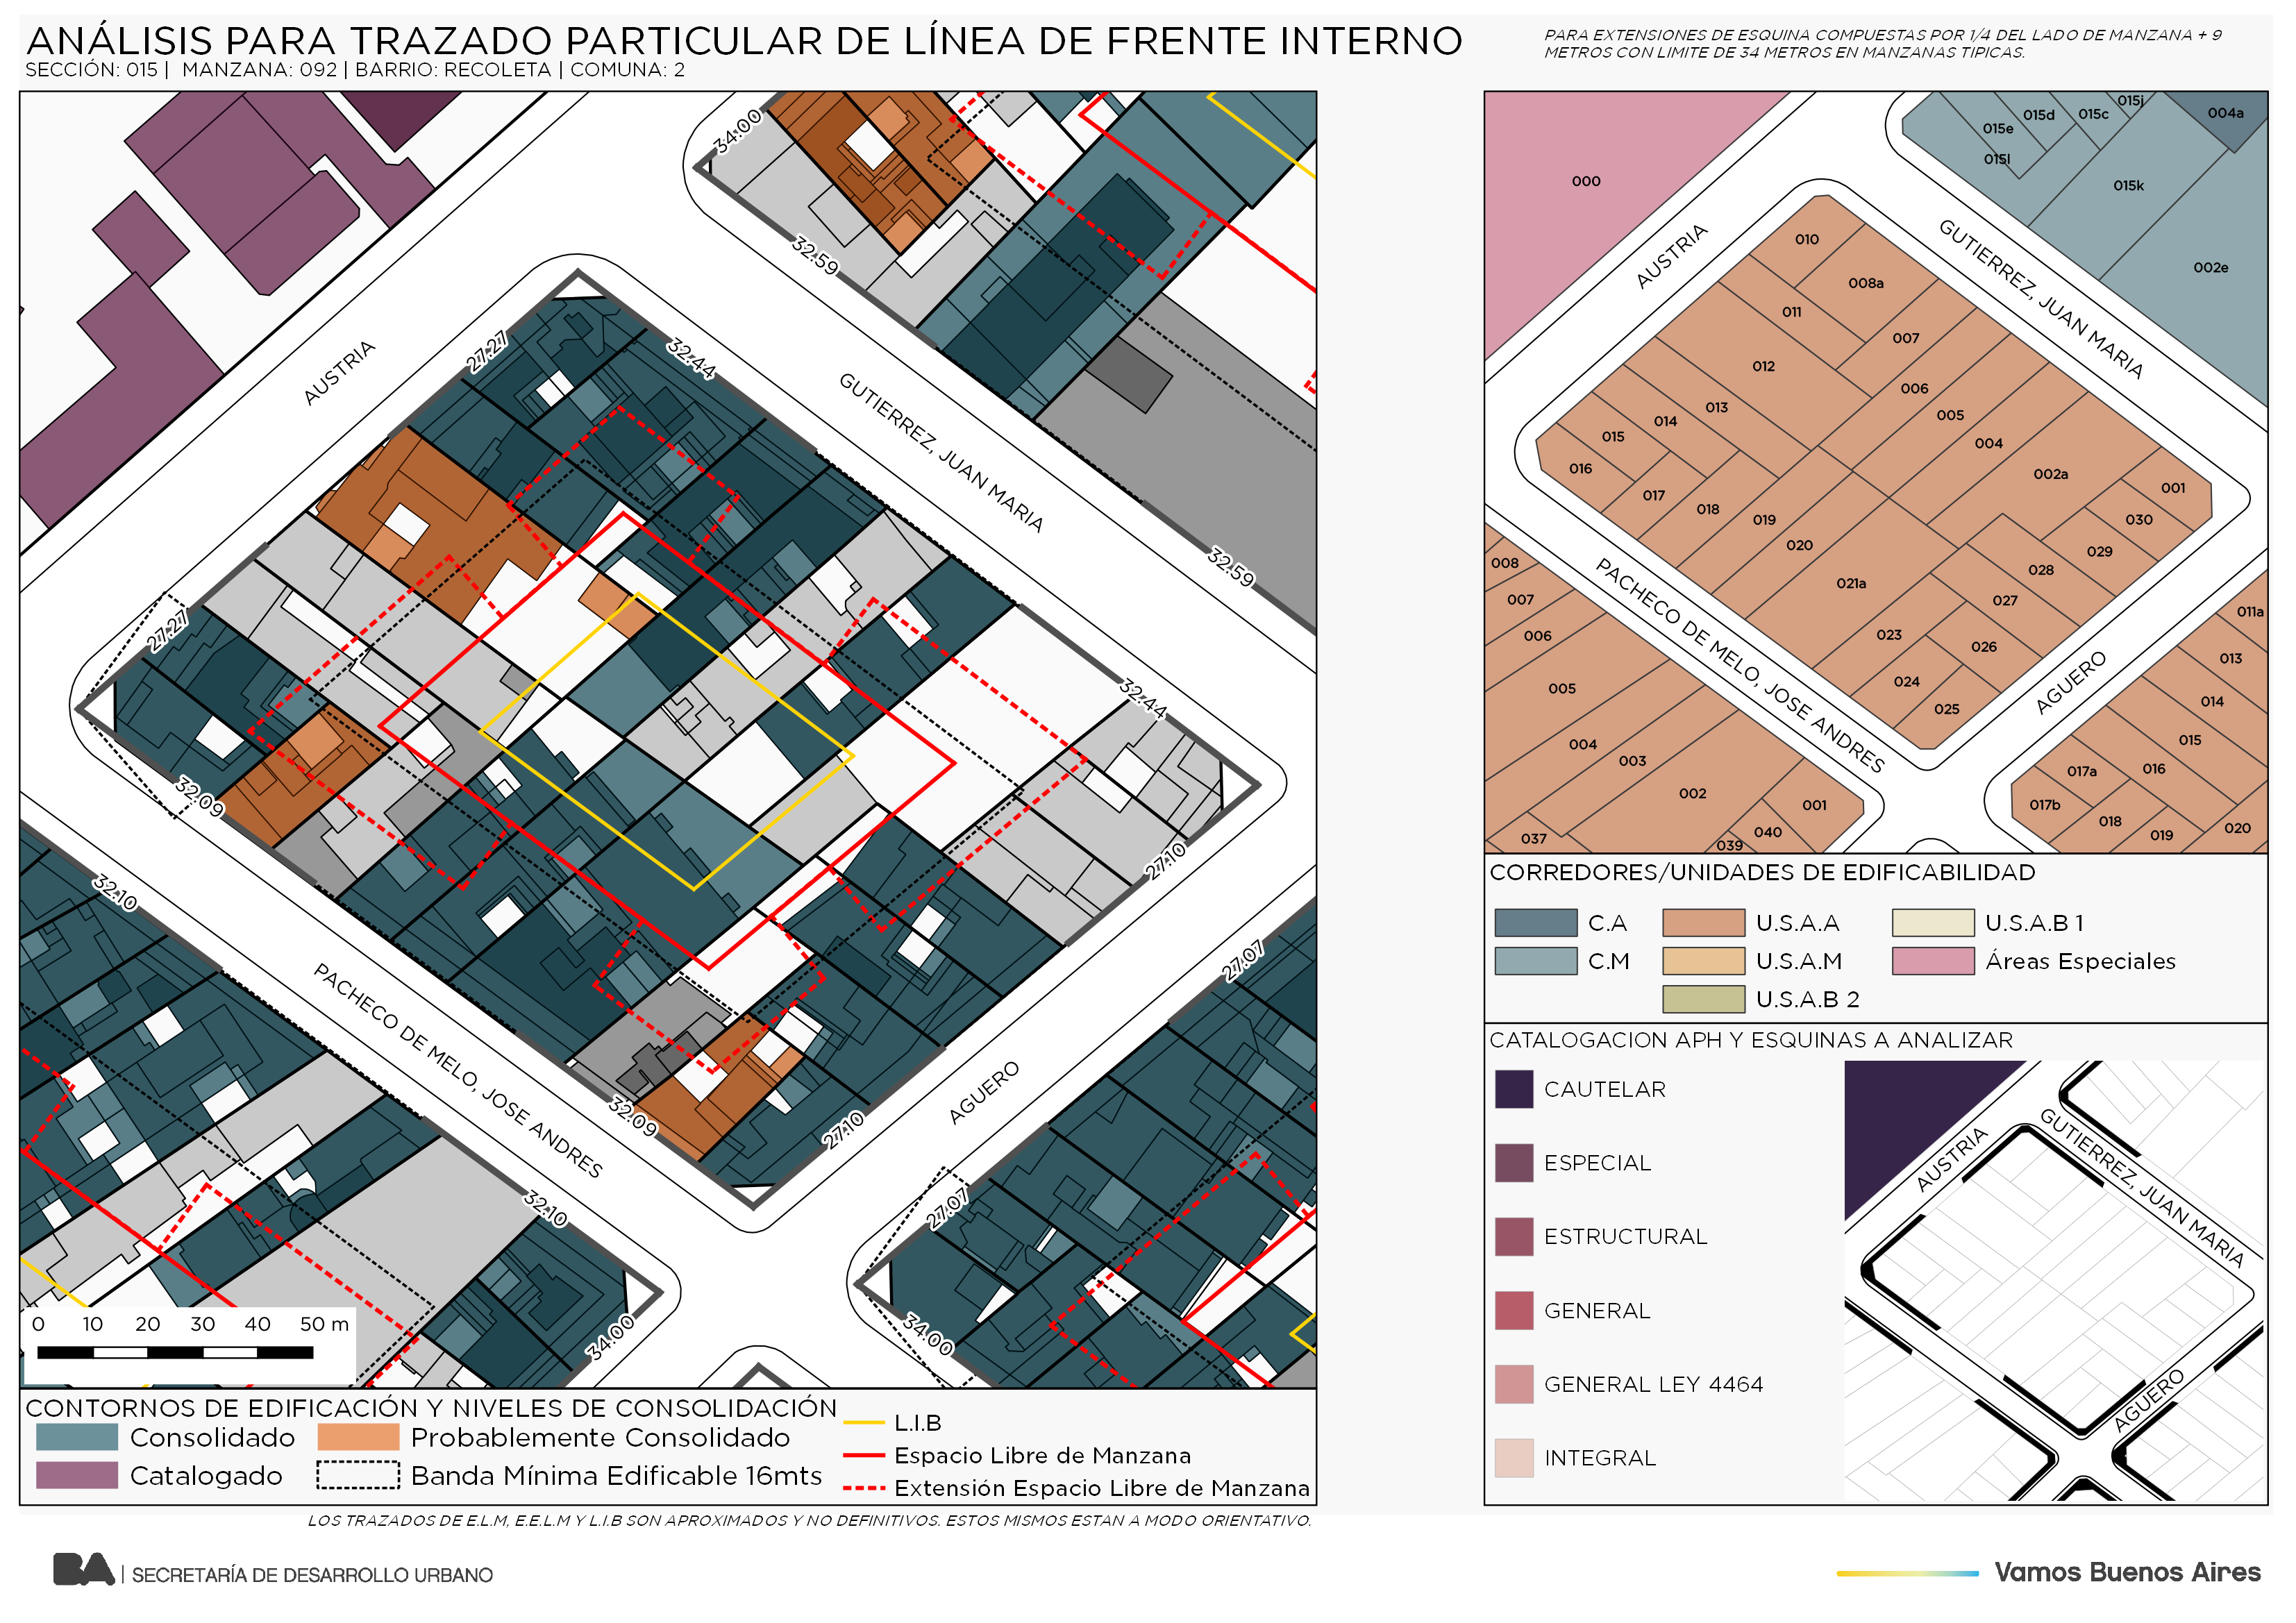 ANÁLISIS PARA TRAZADO PARTICULAR DE LÍNEA DE FRENTE INTERNO
SECCIÓN: 015 | MANZANA: 092 | BARRIO: RECOLETA | COMUNA: 2
PARA EXTENSIONES DE ESQUINA COMPUESTAS POR 1/4 DEL LADO DE MANZANA + 9
METROS CON LIMITE DE 34 METROS EN MANZANAS TIPICAS.
34.00
32.59
27.27
32.44
AUSTRIA
GUTIERREZ, JUAN MARIA
32.59
27.27
32.44
32.09
27.10
32.10
27.07
PACHECO DE MELO, JOSE ANDRES
AGUERO
32.09
27.10
32.10
27.07
34.00
34.00
0 10 20 30 40 50 m
CONTORNOS DE EDIFICACIÓN Y NIVELES DE CONSOLIDACIÓN
Consolidado
Probablemente Consolidado
Catalogado
Banda Mínima Edificable 16mts
L.I.B
Espacio Libre de Manzana
Extensión Espacio Libre de Manzana
LOS TRAZADOS DE E.L.M, E.E.L.M Y L.I.B SON APROXIMADOS Y NO DEFINITIVOS. ESTOS MISMOS ESTAN A MODO ORIENTATIVO.
000
015e
015d
015c
015j
004a
015l
015k
002e
AUSTRIA
GUTIERREZ, JUAN MARIA
010
008a
011
007
012
006
013
005
014
004
015
002a
016
001
017
030
018
029
019
028
020
027
021a
026
023
024
025
PACHECO DE MELO, JOSE ANDRES
AGUERO
008
007
006
005
004
003
002
001
040
039
037
011a
013
014
015
016
017a
017b
018
019
020
CORREDORES/UNIDADES DE EDIFICABILIDAD
C.A
U.S.A.A
U.S.A.B 1
C.M
U.S.A.M
Áreas Especiales
U.S.A.B 2
CATALOGACION APH Y ESQUINAS A ANALIZAR
CAUTELAR
ESPECIAL
ESTRUCTURAL
GENERAL
GENERAL LEY 4464
INTEGRAL
AUSTRIA
GUTIERREZ, JUAN MARIA
AGUERO
BA | SECRETARÍA DE DESARROLLO URBANO
Vamos Buenos Aires